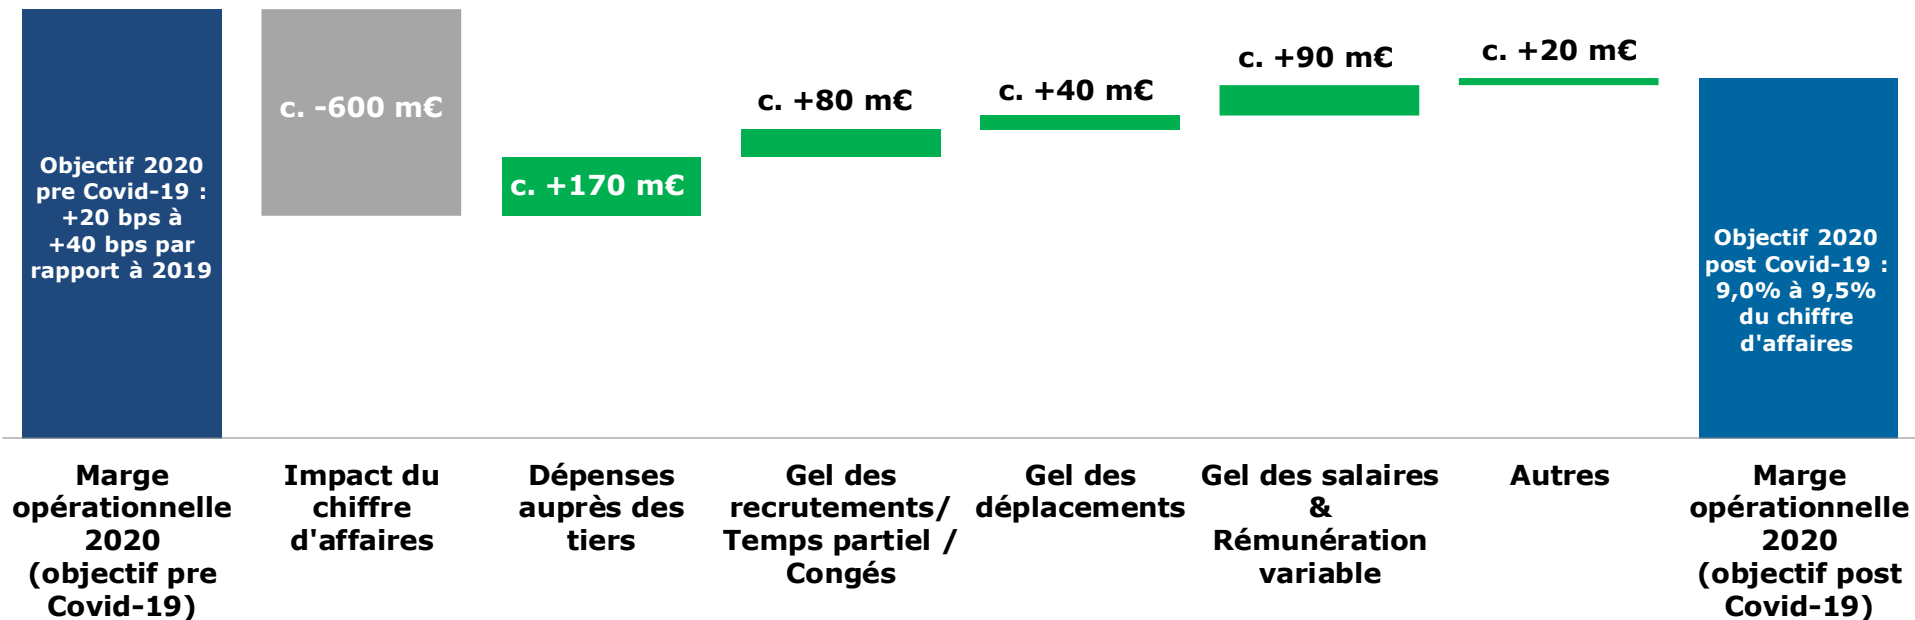 Objectif 2020
pre Covid-19 :
+20 bps à
+40 bps par
rapport à 2019
c. -600 m€
c. +170 m€
c. +80 m€
c. +40 m€
c. +90 m€
c. +20 m€
Objectif 2020
post Covid-19 :
9,0% à 9,5%
du chiffre
d'affaires
Marge
opérationnelle
2020
(objectif pre
Covid-19)
Impact du
chiffre
d'affaires
Dépenses
auprès des
tiers
Gel des
recrutements/
Temps partiel /
Congés
Gel des
déplacements
Gel des salaires
&
Rémunération
variable
Autres
Marge
opérationnelle
2020
(objectif post
Covid-19)